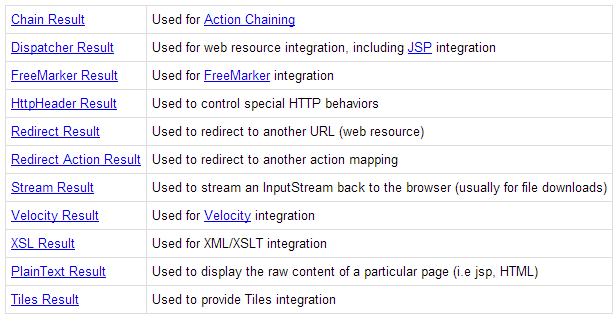 Chain Result Used for Action Chaining
Dispatcher Result Used for web resource integration, including JSP integration
FreeMarker Result Used for FreeMarker integration
HttpHeader Result Used to control special HTTP behaviors
Redirect Result Used to redirect to another URL (web resource)
Redirect Action Result Used to redirect to another action mapping
Stream Result Used to stream an InputStream back to the browser (usually for file downloads)
Velocity Result Used for Velocity integration
XSL Result Used for XML/XSLT integration
PlainText Result Used to display the raw content of a particular page (i.e jsp, HTML)
Tiles Result Used to provide Tiles integration